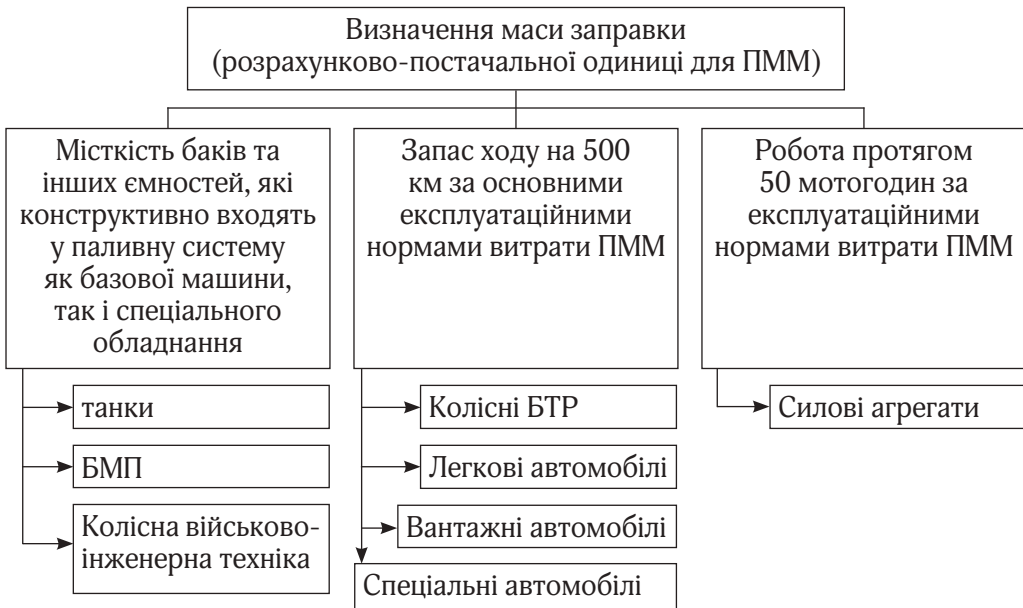 Визначення маси заправки
(розрахунково-постачальної одиниці для ПММ)
Місткість баків та
інших ємностей, які
конструктивно входять
у паливну систему
як базової машини,
так і спеціального
обладнання
танки
БМП
Колісна військово-
інженерна техніка
Запас ходу на 500
км за основними
експлуатаційними
нормами витрати ПММ
Колісні БТР
Легкові автомобілі
Вантажні автомобілі
Спеціальні автомобілі
Робота протягом
50 мотогодин за
експлуатаційними
нормами витрати ПММ
Силові агрегати